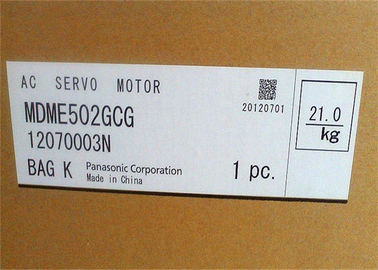 AC SERVO MOTOR
MDME502GCG
20120701
21.0
kg
12070003N
BAG K Panasonic Corporation
Made in China
1 pc.